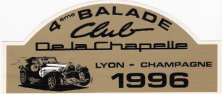 4ème BALADE
Club
De la Chapelle
LYON - CHAMPAGNE
1996